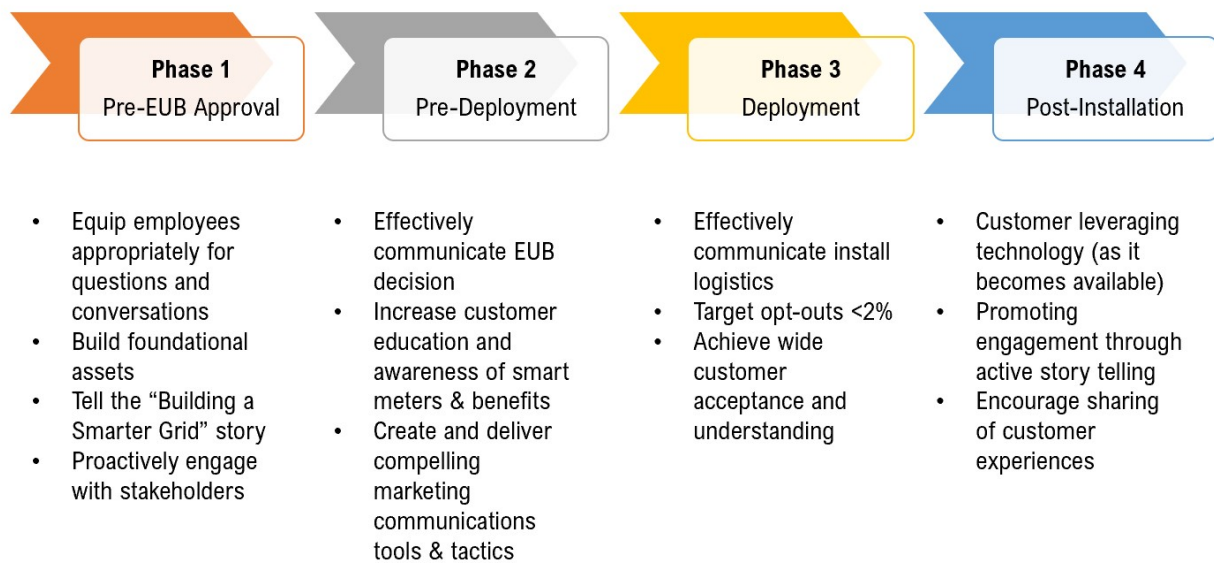 Phase 1
Pre-EUB Approval
Phase 2
Pre-Deployment
Phase 3
Deployment
Phase 4
Post-Installation
• Equip employees
appropriately for
questions and
conversations
• Build foundational
assets
• Tell the “Building a
Smarter Grid” story
• Proactively engage
with stakeholders
• Effectively
communicate EUB
decision
• Increase customer
education and
awareness of smart
meters & benefits
• Create and deliver
compelling
marketing
communications
tools & tactics
• Effectively
communicate install
logistics
• Target opt-outs <2%
• Achieve wide
customer
acceptance and
understanding
• Customer leveraging
technology (as it
becomes available)
• Promoting
engagement through
active story telling
• Encourage sharing
of customer
experiences